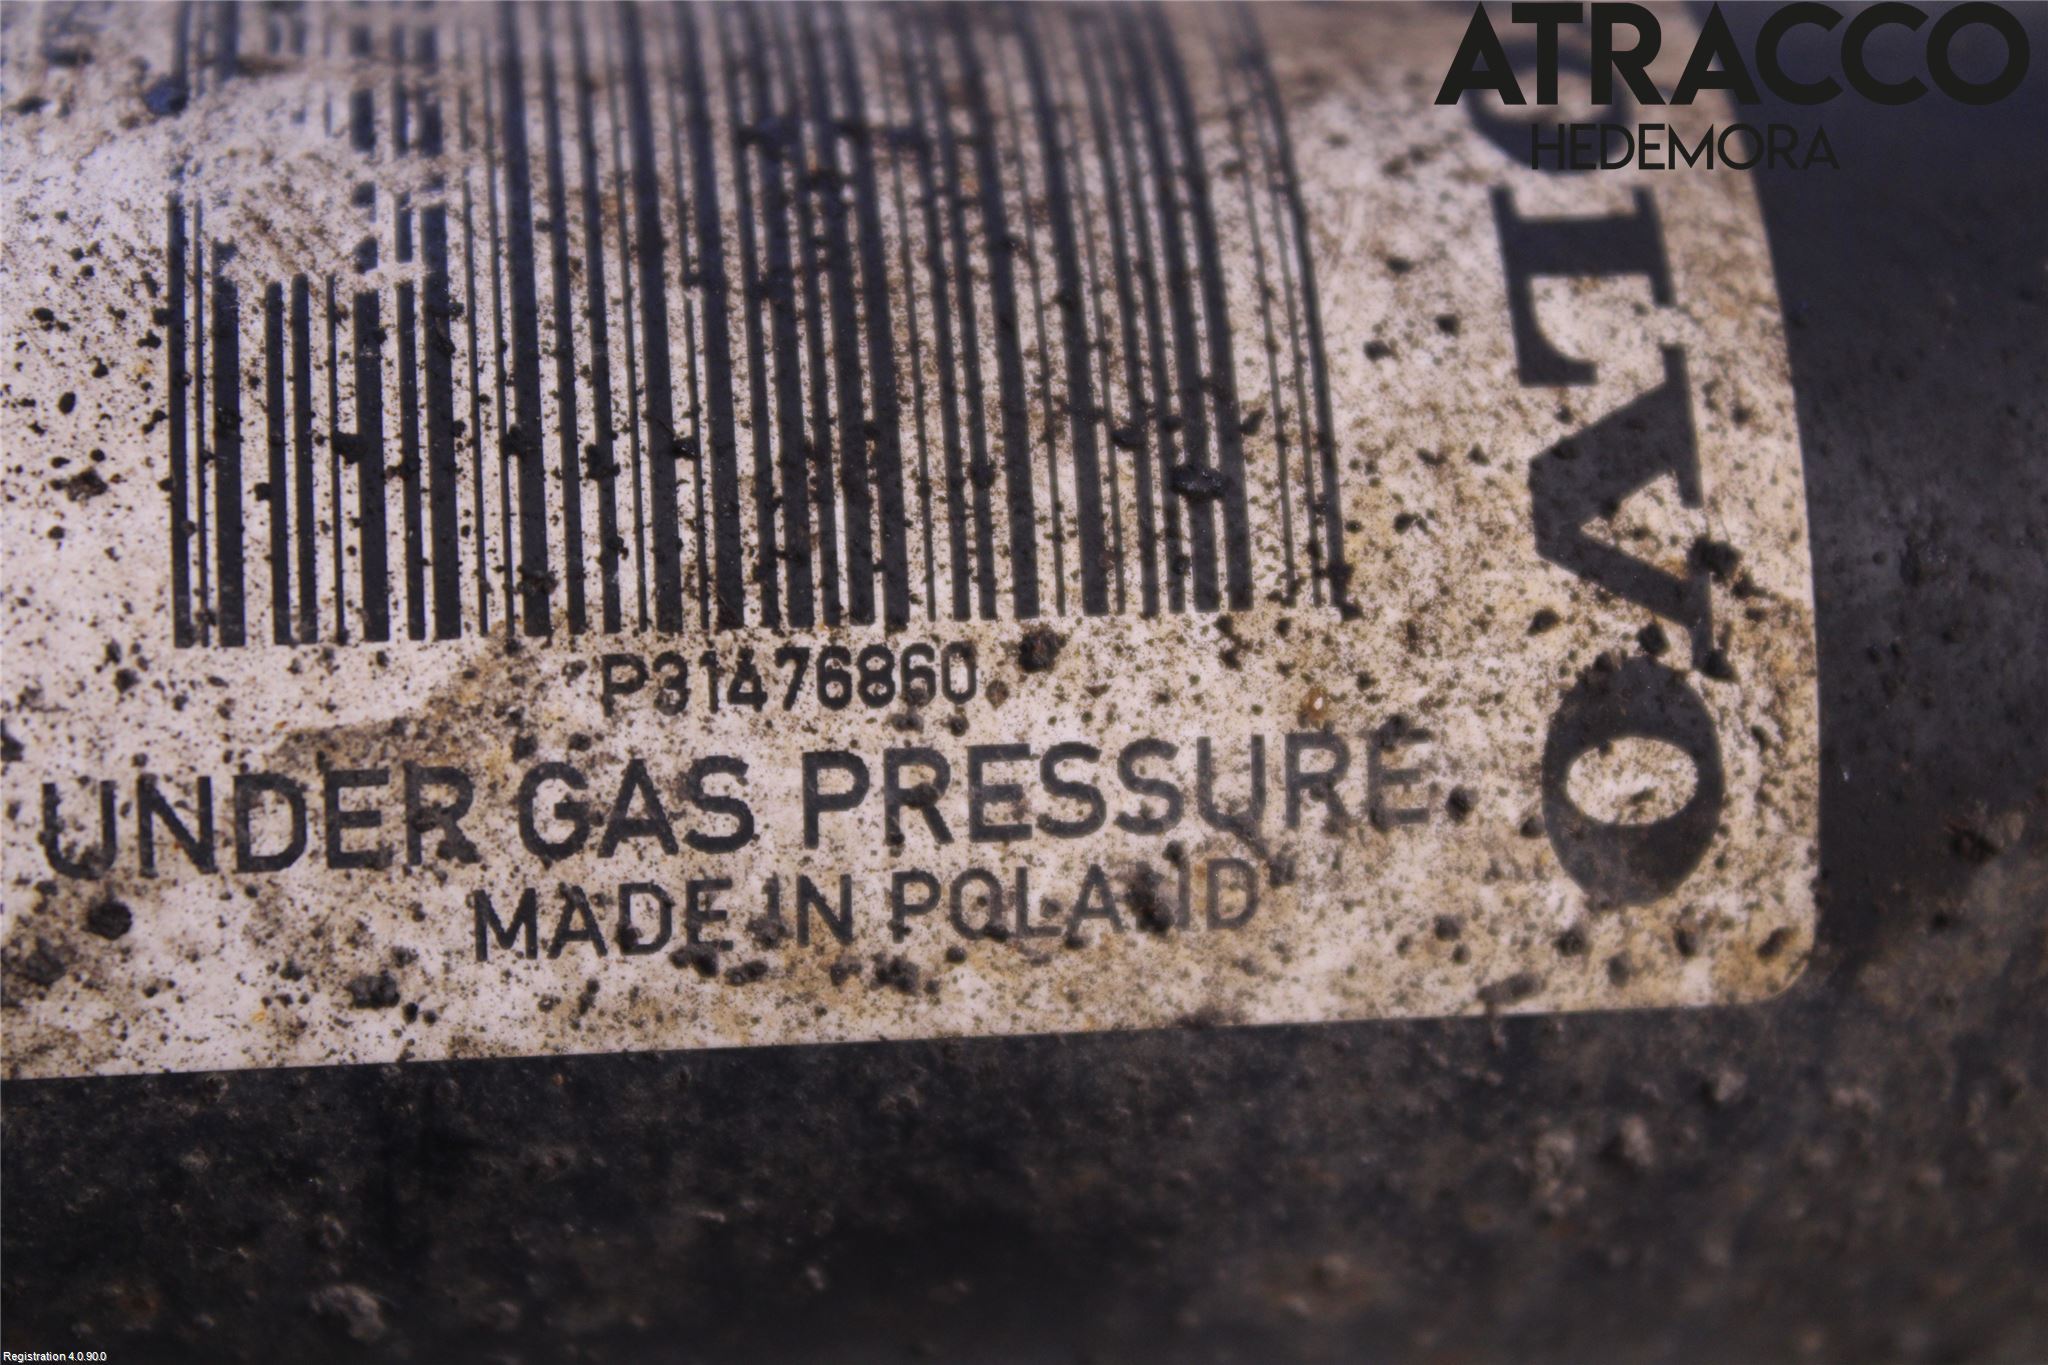 ATRACCO
HEDEMORA
VOLVO
P31476860
UNDER GAS PRESSURE
MADE IN POLAND
Registration 4.0.90.0